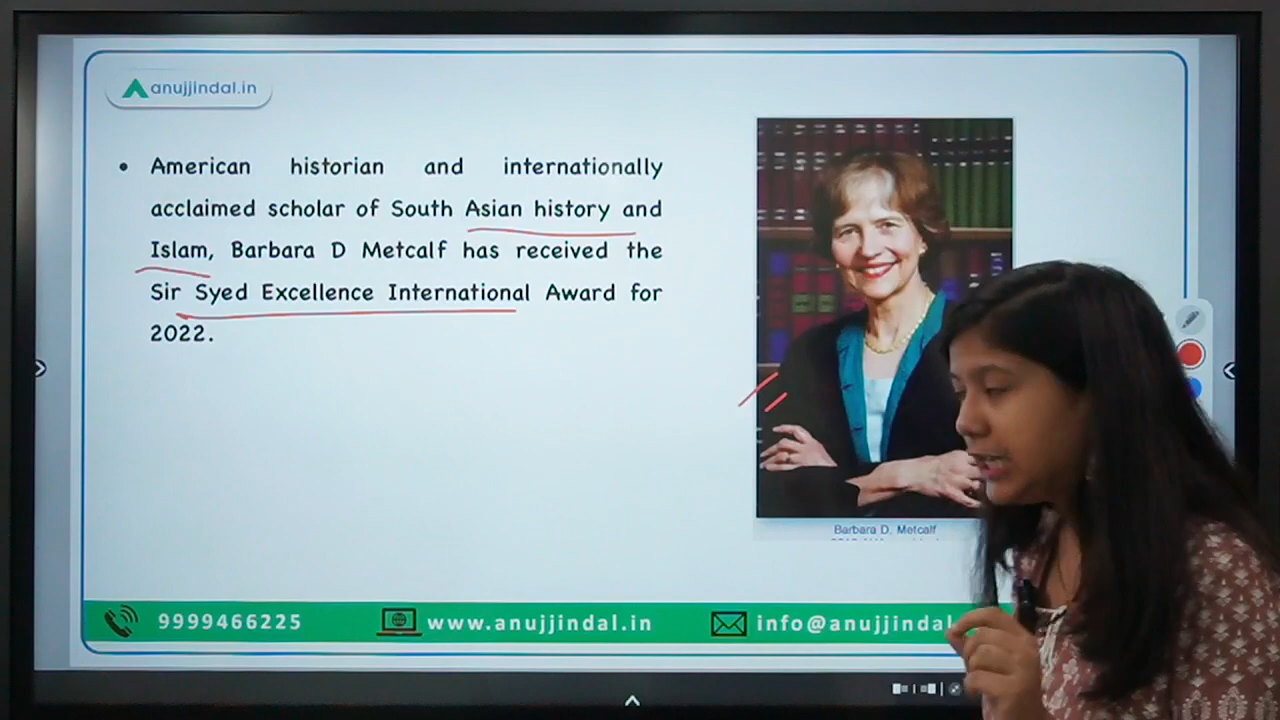 anujjindal.in
• American historian and internationally
acclaimed scholar of South Asian history and
Islam, Barbara D Metcalf has received the
Sir Syed Excellence International Award for
2022.
Barbara D. Metcalf
9999466225
www.anujjindal.in
info@anujjindal